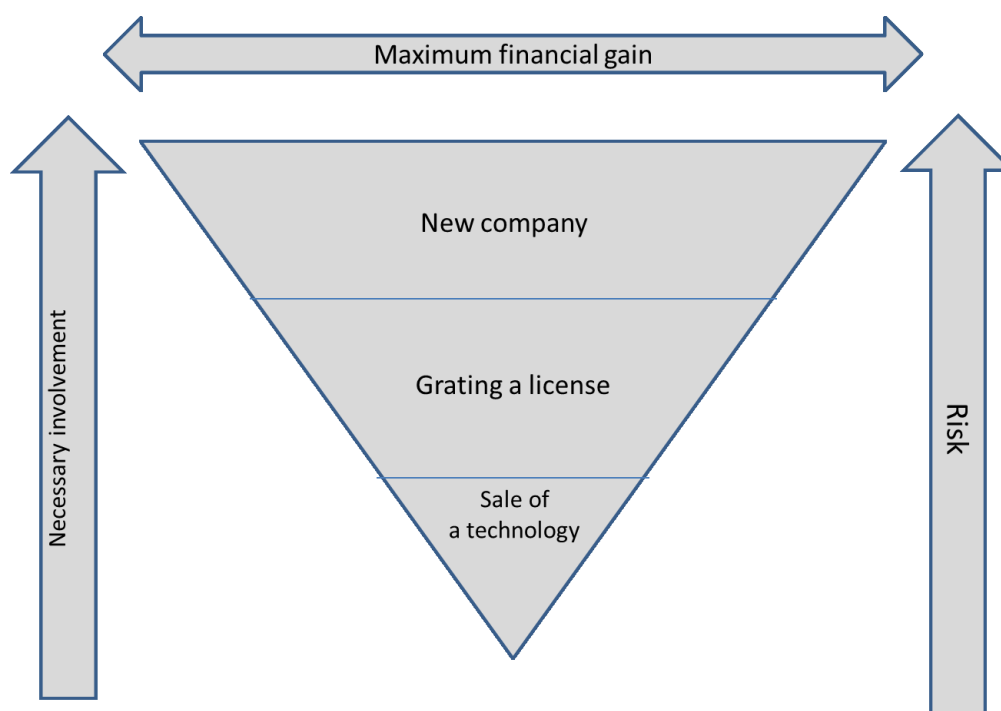 Maximum financial gain
New company
Necessary involvement
Grating a license
Risk
Sale of
a technology